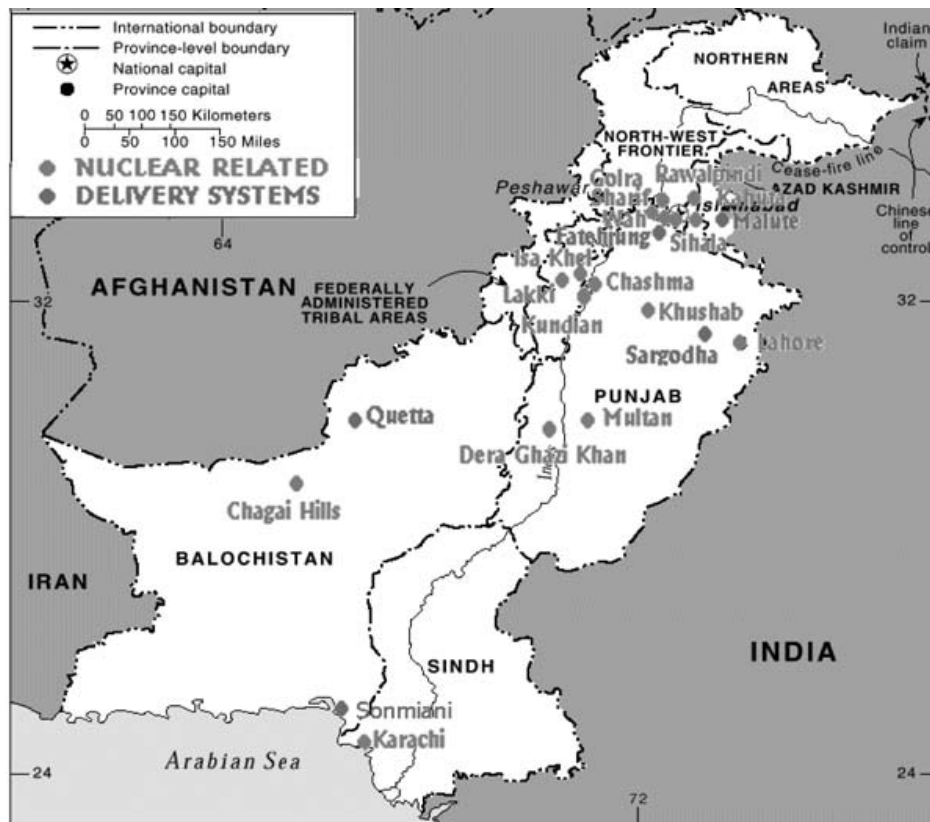 International boundary
Province-level boundary
National capital
Province capital
0 50 100 150 Kilometers
0 50 100 150 Miles
NUCLEAR RELATED
DELIVERY SYSTEMS
Indian
claim
NORTHERN
AREAS
NORTH-WEST
FRONTIER
Cease-fire line
Peshawar
Golra
Sharif
Rawalpindi
AZAD KASHMIR
Wah
Kahuta
Malute
Chinese
line of
control
Fatehjung
Sihala
64
Isa Khel
AFGHANISTAN
FEDERALLY
ADMINISTERED
TRIBAL AREAS
Lakki
Chashma
32
32
Kundian
Khushab
Sargodha
Lahore
PUNJAB
Quetta
Multan
Dera Ghazi Khan
Chagai Hills
BALOCHISTAN
IRAN
INDIA
SINDH
Sonmiani
Karachi
Arabian Sea
24
24
72